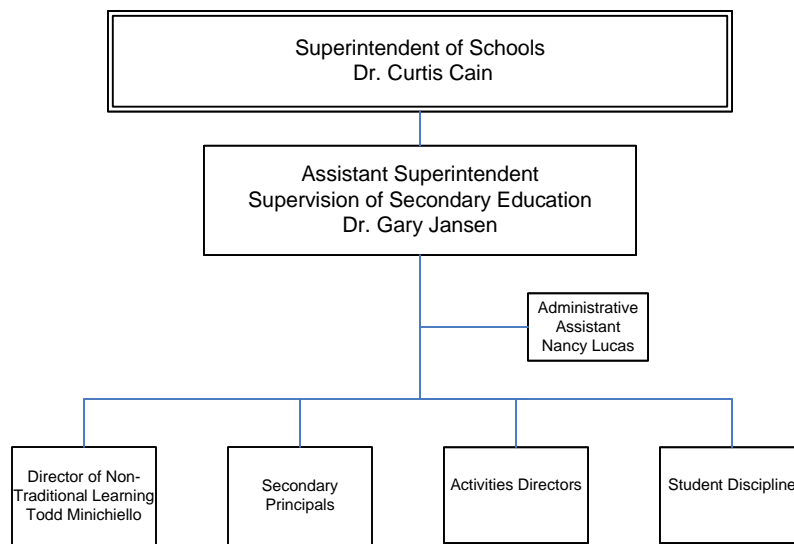 Superintendent of Schools
Dr. Curtis Cain
Assistant Superintendent
Supervision of Secondary Education
Dr. Gary Jansen
Administrative
Assistant
Nancy Lucas
Director of Non-
Traditional Learning
Todd Minichiello
Secondary
Principals
Activities Directors
Student Discipline